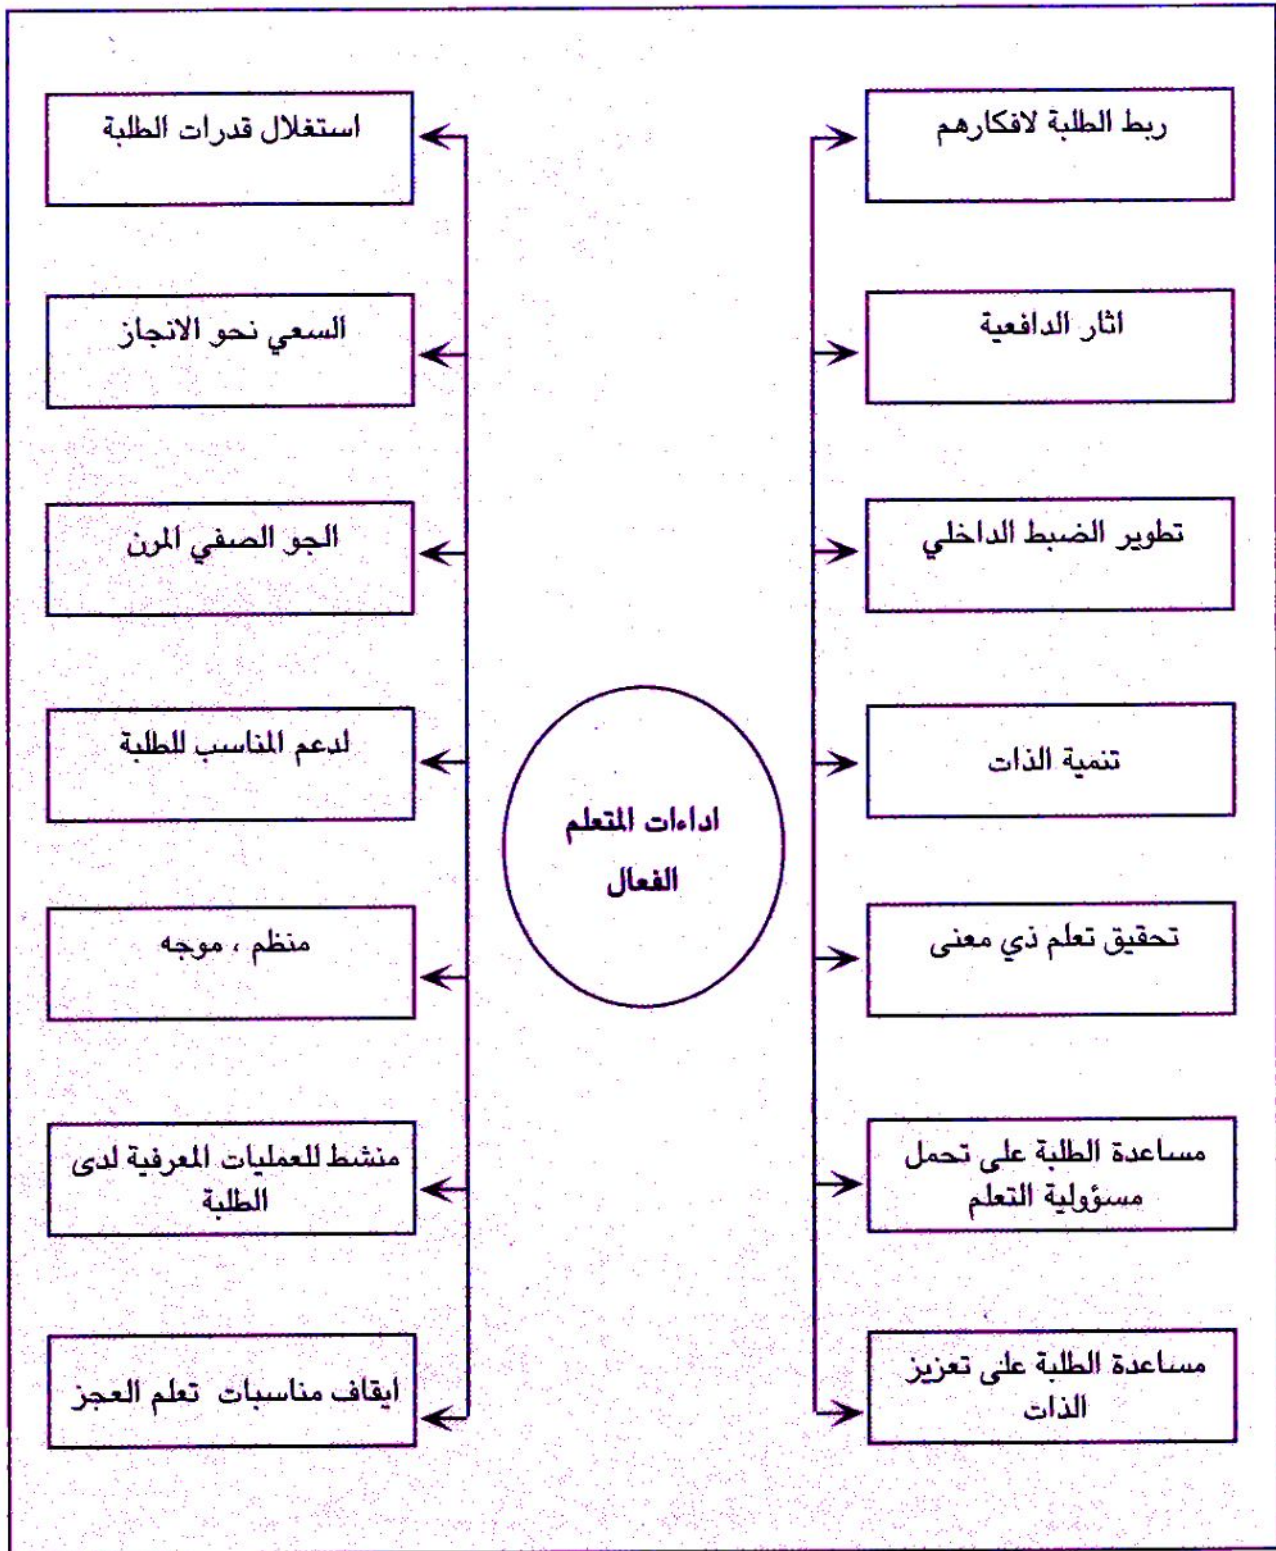 ربط الطلبة لافكارهم
اثار الدافعية
تطوير الضبط الداخلي
تنمية الذات
تحقيق تعلم ذي معنى
مساعدة الطلبة على تحمل
مسؤولية التعلم
مساعدة الطلبة على تعزيز
الذات
اداءات المتعلم
الفعال
استغلال قدرات الطلبة
السعي نحو الانجاز
الجو الصفي المرن
لدعم المناسب للطلبة
منظم ، موجه
منشط للعمليات المعرفية لدى
الطلبة
ايقاف مناسبات تعلم العجز